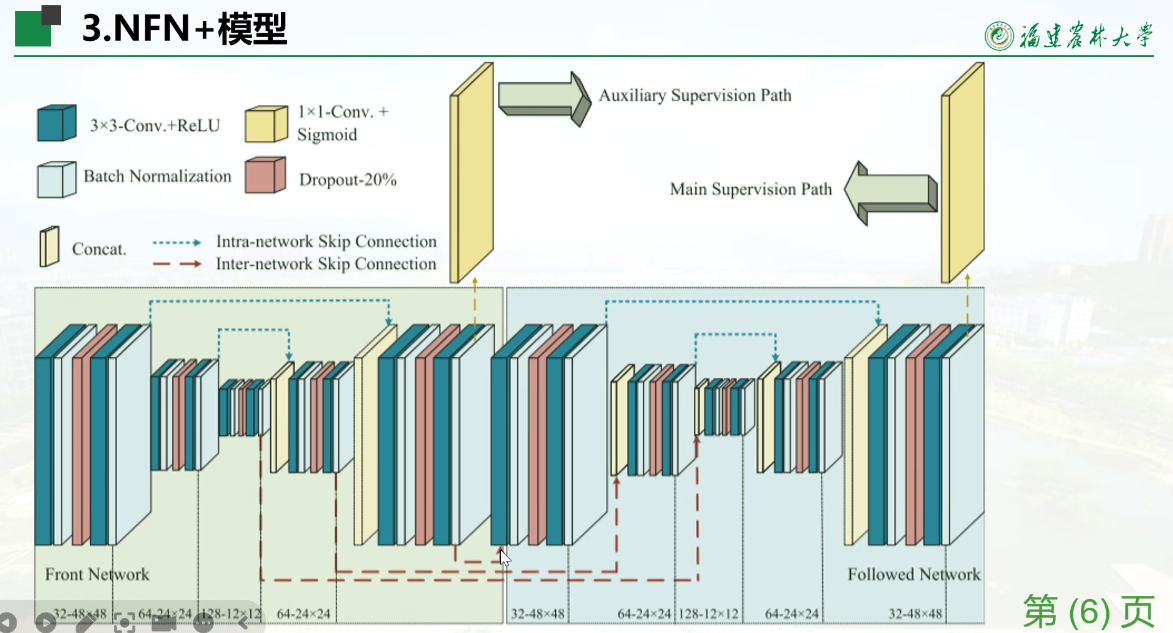 3.NFN+模型
福建农林大学
3×3-Conv.+ReLU
1×1-Conv. +
Sigmoid
Batch Normalization
Dropout-20%
Concat.
Intra-network Skip Connection
Inter-network Skip Connection
Auxiliary Supervision Path
Main Supervision Path
Front Network
Followed Network
32-48×48
64-24×24
128-12×12
64-24×24
32-48×48
64-24×24
128-12×12
64-24×24
32-48×48
第 (6) 页